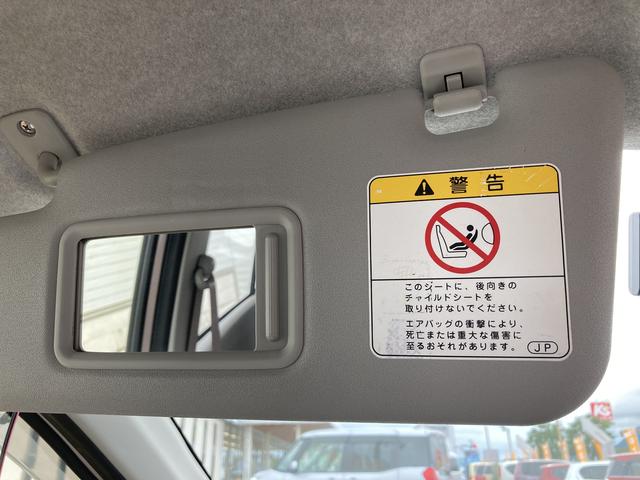 警告
このシートに、後向きの
チャイルドシートを
取り付けないでください。
エアバッグの衝撃により、
死亡または重大な傷害に
至るおそれがあります。
JP
K's